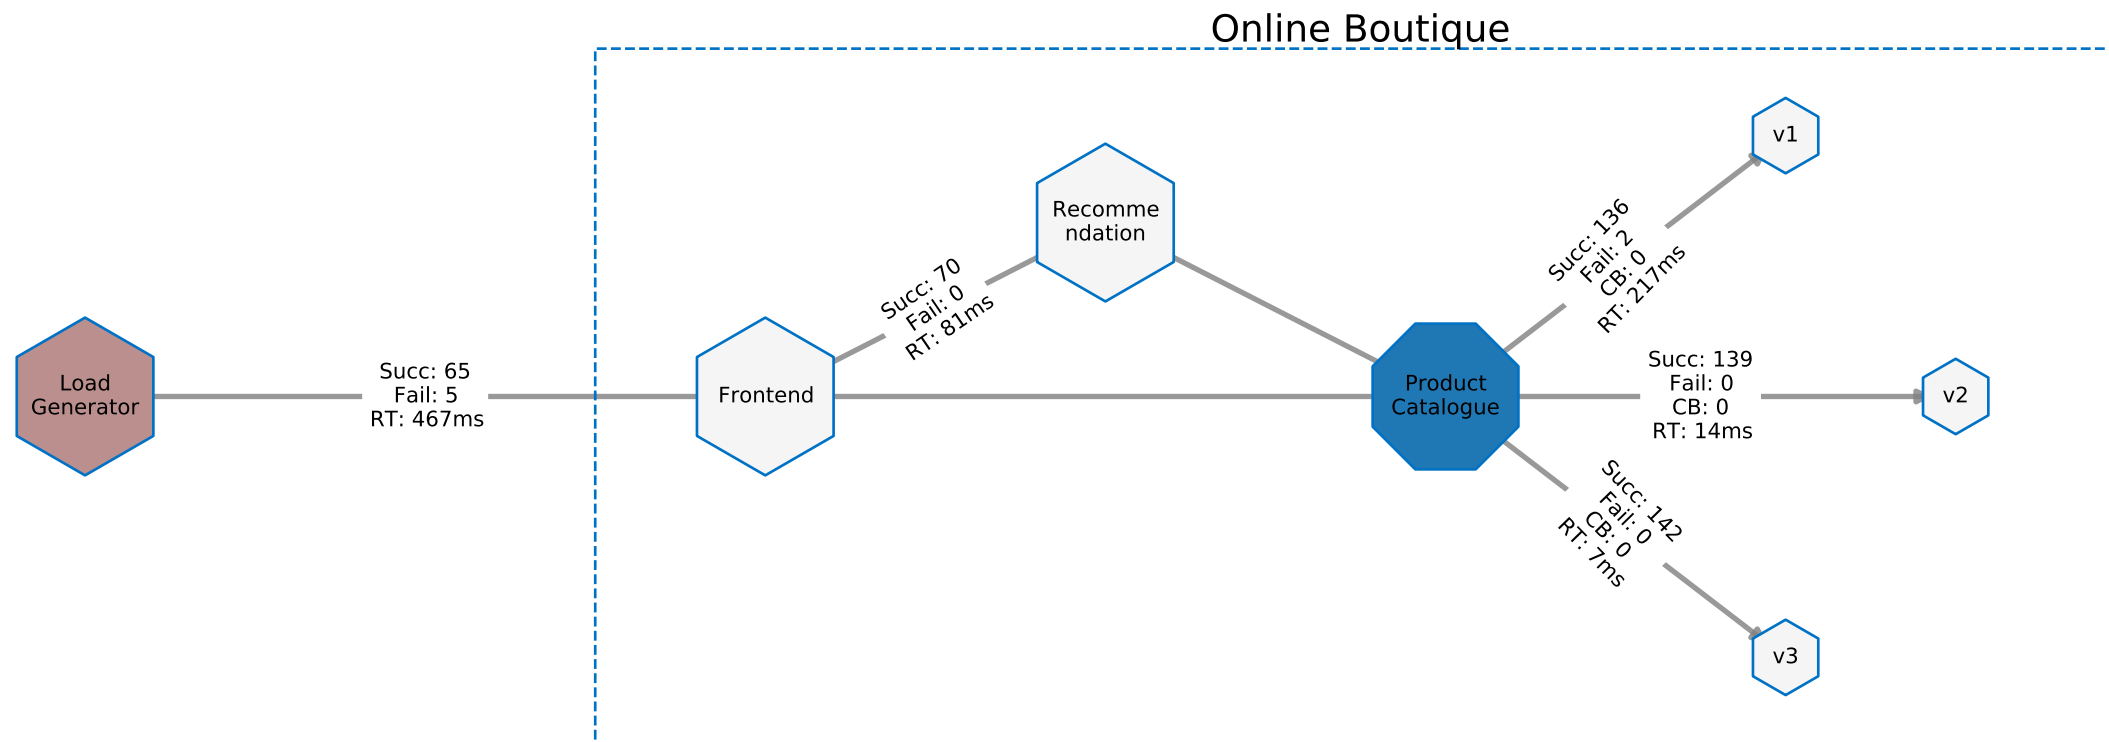 Online Boutique
Load
Generator
Succ: 65
Fail: 5
RT: 467ms
Frontend
Succ: 70
Fail: 0
RT: 81ms
Recomme
ndation
Product
Catalogue
Succ: 136
Fail: 2
CB: 0
RT: 217ms
v1
Succ: 139
Fail: 0
CB: 0
RT: 14ms
v2
Succ: 142
Fail: 0
CB: 0
RT: 7ms
v3